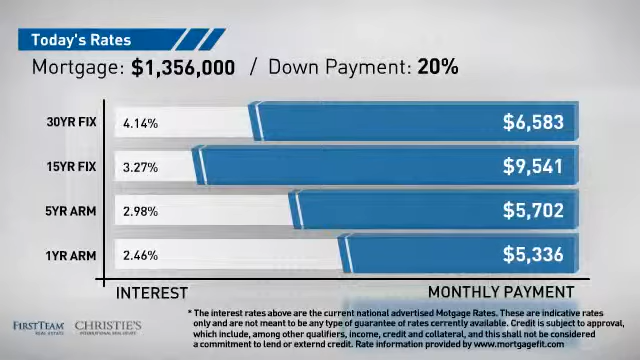 Today's Rates
Mortgage: $1,356,000 / Down Payment: 20%
30YR FIX 4.14% $6,583
15YR FIX 3.27% $9,541
5YR ARM 2.98% $5,702
1YR ARM 2.46% $5,336
INTEREST MONTHLY PAYMENT
* The interest rates above are the current national advertised Motgage Rates. These are indicative rates
only and are not meant to be any type of guarantee of rates cerrently available. Credit is subject to approval,
which include, among other qualifiers, income, credit and collateral, and this shall not be considered
a commitment to lend or externd credit. Rate information provided by www.mortgagefit.com
FIRSTTEAM CHRISTIE'S
REAL ESTATE INTERNATIONAL REAL ESTATE